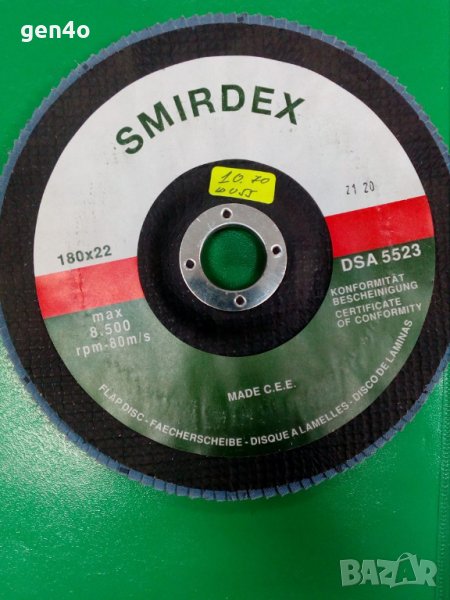 gen4o
SMIRDEX
10.70
21 20
180x22
DSA 5523
KONFORMITÄT
BESCHEINIGUNG
CERTIFICATE
OF CONFORMITY
max
8.500
rpm-80m/s
MADE C.E.E.
FLAP DISC - FAECHERSCHEIBE - DISQUE A LAMELLES - DISCO DE LAMINAS
BAZAR